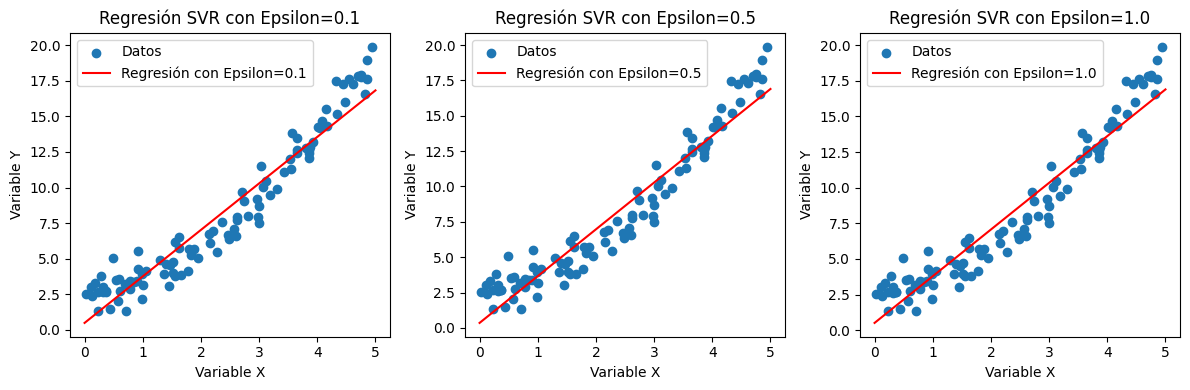 Regresión SVR con Epsilon=0.1
Datos
Regresión con Epsilon=0.1
Variable Y
20.0
17.5
15.0
12.5
10.0
7.5
5.0
2.5
0.0
0 1 2 3 4 5
Variable X
Regresión SVR con Epsilon=0.5
Datos
Regresión con Epsilon=0.5
Variable Y
20.0
17.5
15.0
12.5
10.0
7.5
5.0
2.5
0.0
0 1 2 3 4 5
Variable X
Regresión SVR con Epsilon=1.0
Datos
Regresión con Epsilon=1.0
Variable Y
20.0
17.5
15.0
12.5
10.0
7.5
5.0
2.5
0.0
0 1 2 3 4 5
Variable X